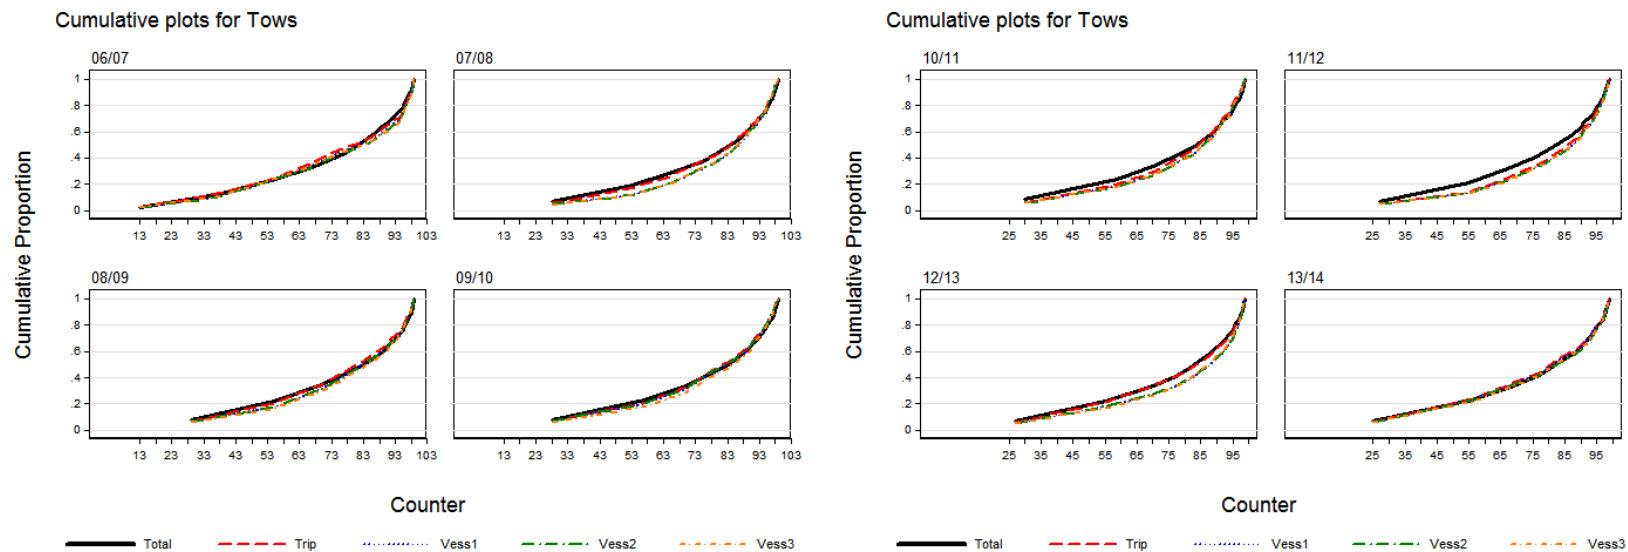 Cumulative plots for Tows
Cumulative Proportion
06/07
07/08
1
.8
.6
.4
.2
0
13 23 33 43 53 63 73 83 93 103
13 23 33 43 53 63 73 83 93 103
08/09
09/10
1
.8
.6
.4
.2
0
13 23 33 43 53 63 73 83 93 103
13 23 33 43 53 63 73 83 93 103
Counter
Total Trip Vess1 Vess2 Vess3
Cumulative plots for Tows
Cumulative Proportion
10/11
11/12
1
.8
.6
.4
.2
0
25 35 45 55 65 75 85 95
25 35 45 55 65 75 85 95
12/13
13/14
1
.8
.6
.4
.2
0
25 35 45 55 65 75 85 95
25 35 45 55 65 75 85 95
Counter
Total Trip Vess1 Vess2 Vess3